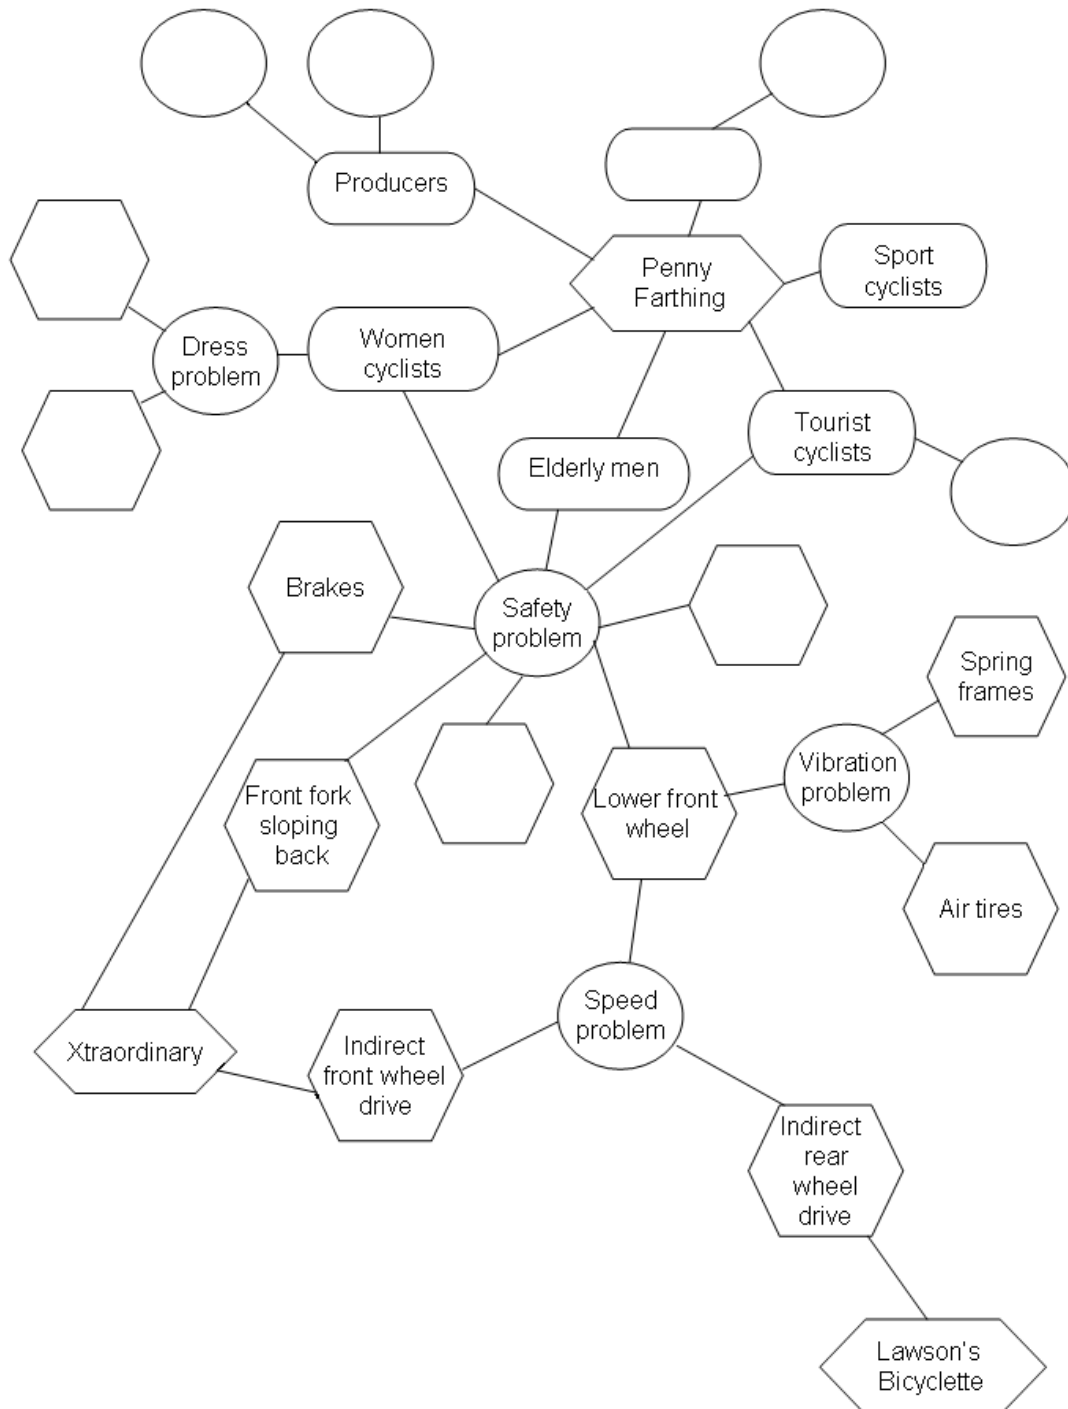 Producers
Penny
Farthing
Sport
cyclists
Women
cyclists
Dress
problem
Tourist
cyclists
Elderly men
Brakes
Safety
problem
Spring
frames
Vibration
problem
Front fork
sloping
back
Lower front
wheel
Air tires
Speed
problem
Xtraordinary
Indirect
front wheel
drive
Indirect
rear
wheel
drive
Lawson's
Bicyclette